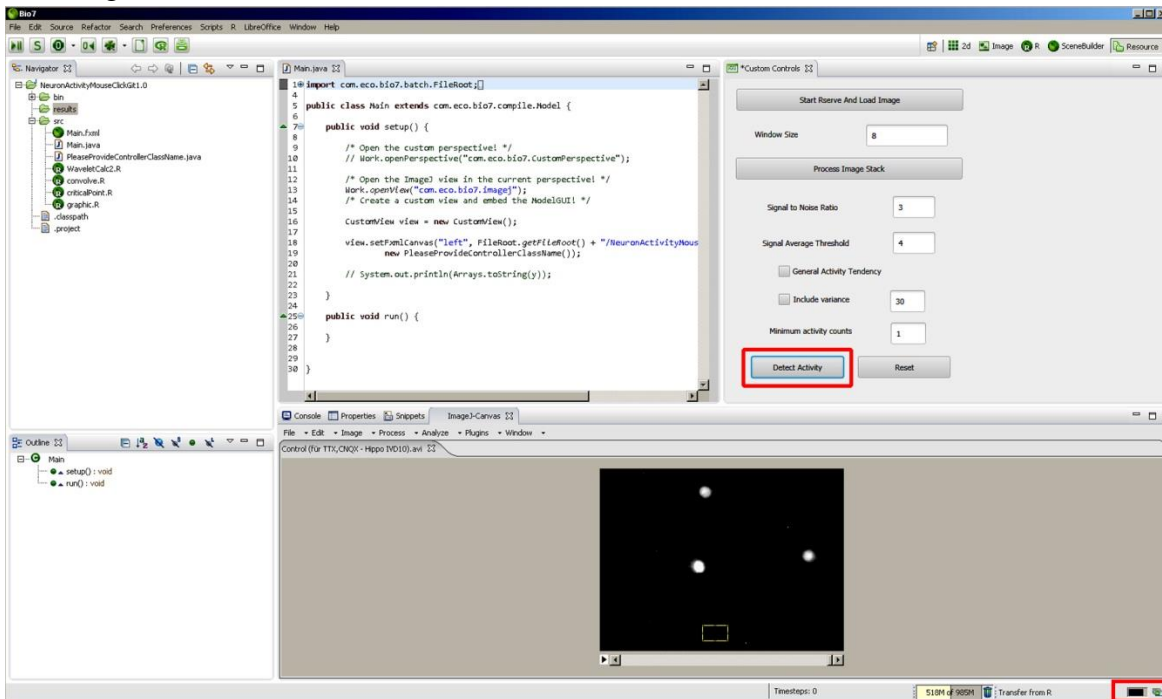 Bio7
File Edit Source Refactor Search Preferences Scripts R LibreOffice Window Help
2d Image R SceneBuilder Resource
Navigator
NeuronActivityMouseClickGit1.0
bin
results
src
Main.fxml
Main.java
PleaseProvideControllerClassName.java
WaveletCalc2.R
convolve.R
criticalPoint.R
graphic.R
.classpath
.project
Main.java
1 import com.eco.bio7.batch.FileRoot;
4
5 public class Main extends com.eco.bio7.compile.Model {
6
7 public void setup() {
8
9 /* Open the custom perspective! */
10 // Work.openPerspective("com.eco.bio7.CustomPerspective");
11
12 /* Open the ImageJ view in the current perspective! */
13 Work.openView("com.eco.bio7.imagej");
14 /* Create a custom view and embed the ModelGUI! */
15
16 CustomView view = new CustomView();
17
18 view.setFxmlCanvas("left", FileRoot.getFileRoot() + "/NeuronActivityMous
19 new PleaseProvideControllerClassName());
20
21 // System.out.println(Arrays.toString(y));
22
23 }
24
25 public void run() {
26
27 }
28
29
30 }
*Custom Controls
Start Rserve And Load Image
Window Size 8
Process Image Stack
Signal to Noise Ratio 3
Signal Average Threshold 4
General Activity Tendency
Include variance 30
Minimum activity counts 1
Detect Activity Reset
Outline
Main
setup() : void
run() : void
Console Properties Snippets ImageJ-Canvas
File Edit Image Process Analyze Plugins Window
Control (für TTX,CNQX - Hippo IVD10).avi
Timesteps: 0
518M of 985M Transfer from R